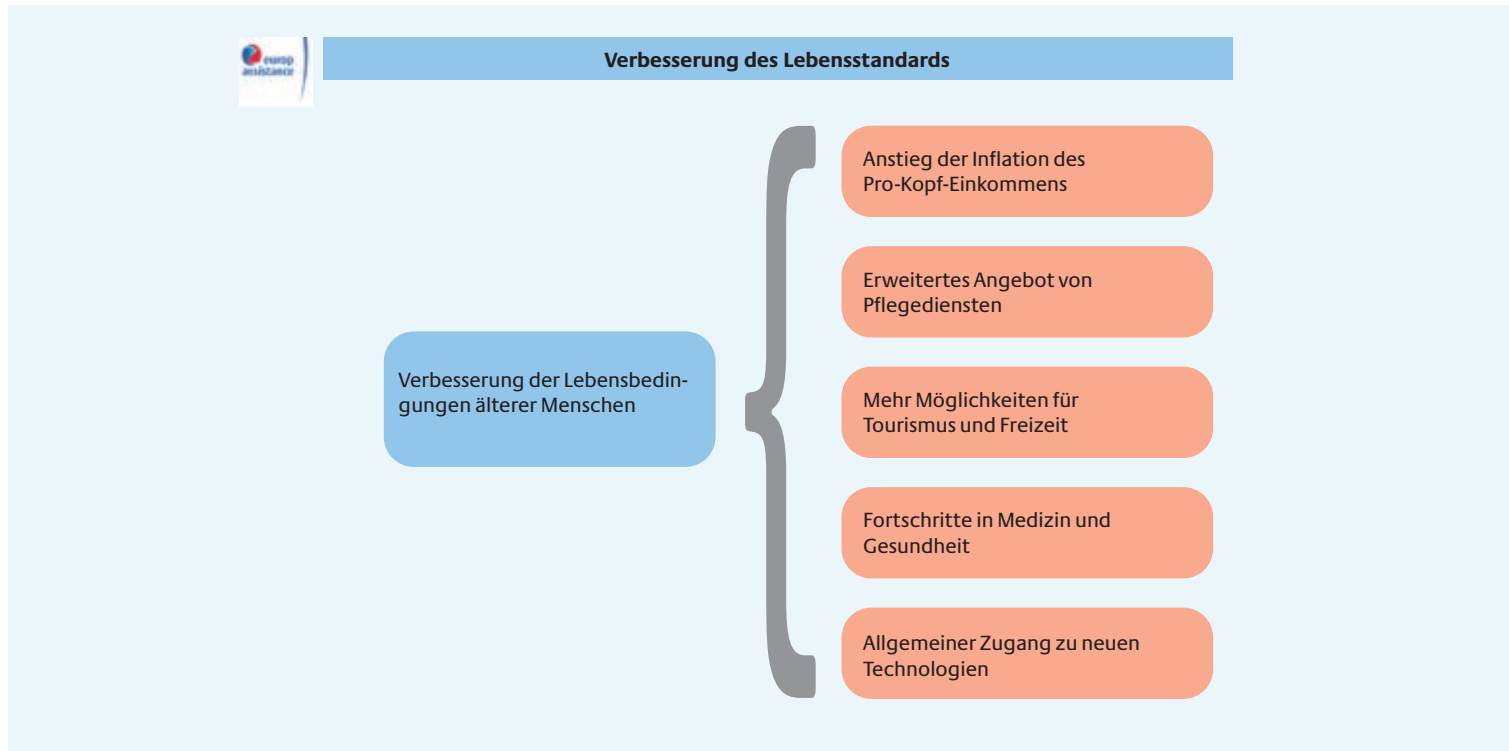 europ
assistance
Verbesserung des Lebensstandards
Anstieg der Inflation des
Pro-Kopf-Einkommens
Erweitertes Angebot von
Pflegediensten
Verbesserung der Lebensbedin-
gungen älterer Menschen
Mehr Möglichkeiten für
Tourismus und Freizeit
Fortschritte in Medizin und
Gesundheit
Allgemeiner Zugang zu neuen
Technologien